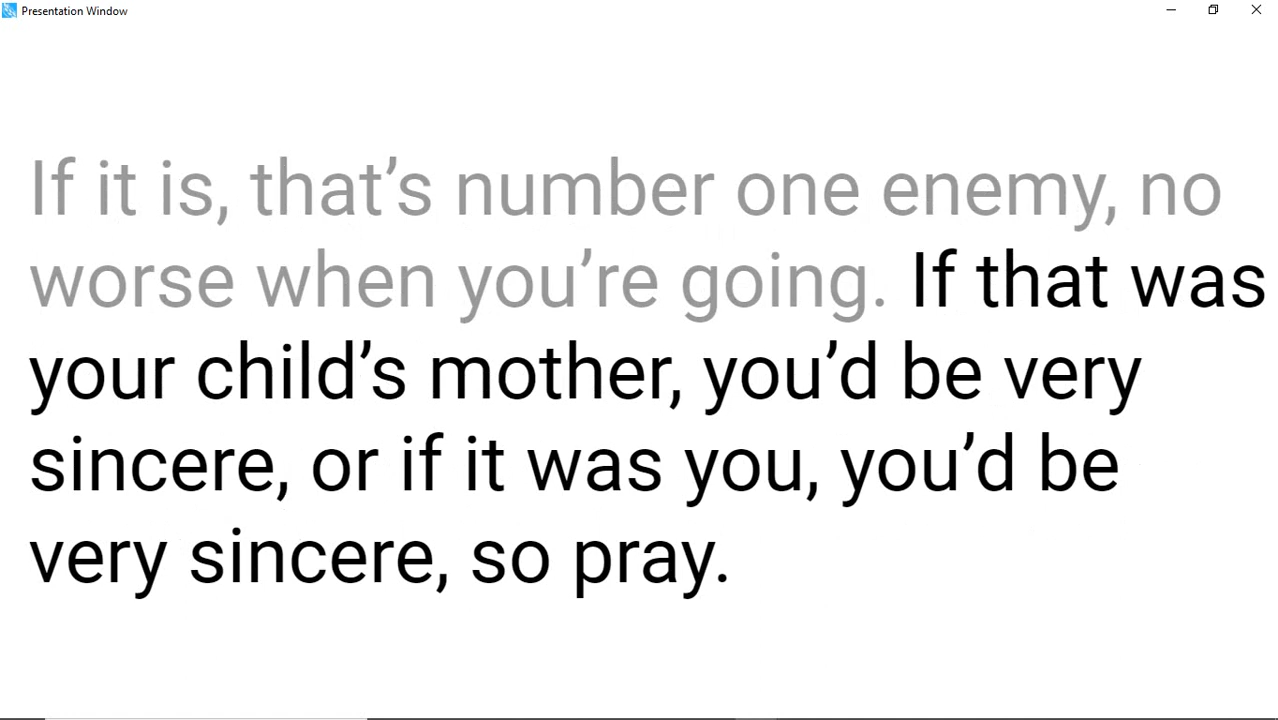 Presentation Window
If it is, that’s number one enemy, no
worse when you’re going. If that was
your child’s mother, you’d be very
sincere, or if it was you, you’d be
very sincere, so pray.